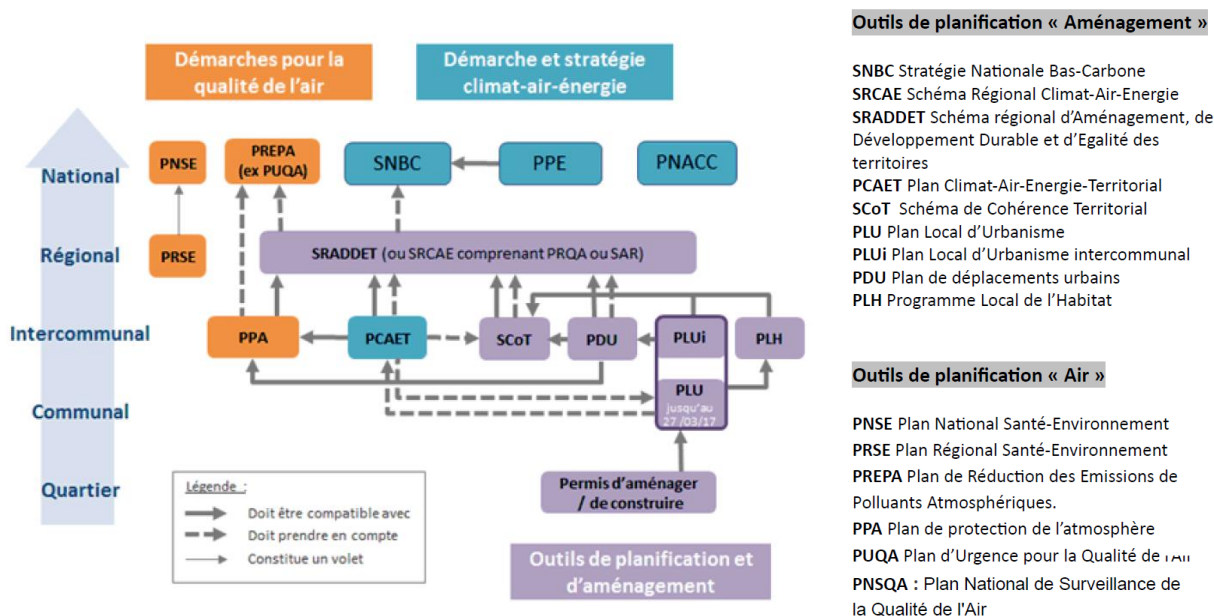 Démarches pour la
qualité de l'air
Démarche et stratégie
climat-air-énergie
National
PNSE
PREPA
(ex PUQA)
SNBC
PPE
PNACC
Régional
PRSE
SRADDET (ou SRCAE comprenant PRQA ou SAR)
Intercommunal
PPA
PCAET
SCoT
PDU
PLUi
PLH
Communal
PLU
jusqu'au
27 /03/17
Quartier
Permis d'aménager
/ de construire
Légende :
Doit être compatible avec
Doit prendre en compte
Constitue un volet
Outils de planification et
d'aménagement
Outils de planification « Aménagement »
SNBC Stratégie Nationale Bas-Carbone
SRCAE Schéma Régional Climat-Air-Energie
SRADDET Schéma régional d'Aménagement, de
Développement Durable et d'Egalité des
territoires
PCAET Plan Climat-Air-Energie-Territorial
SCoT Schéma de Cohérence Territorial
PLU Plan Local d'Urbanisme
PLUi Plan Local d'Urbanisme intercommunal
PDU Plan de déplacements urbains
PLH Programme Local de l'Habitat
Outils de planification « Air »
PNSE Plan National Santé-Environnement
PRSE Plan Régional Santé-Environnement
PREPA Plan de Réduction des Emissions de
Polluants Atmosphériques.
PPA Plan de protection de l'atmosphère
PUQA Plan d'Urgence pour la Qualité de
PNSQA : Plan National de Surveillance de
la Qualité de l'Air